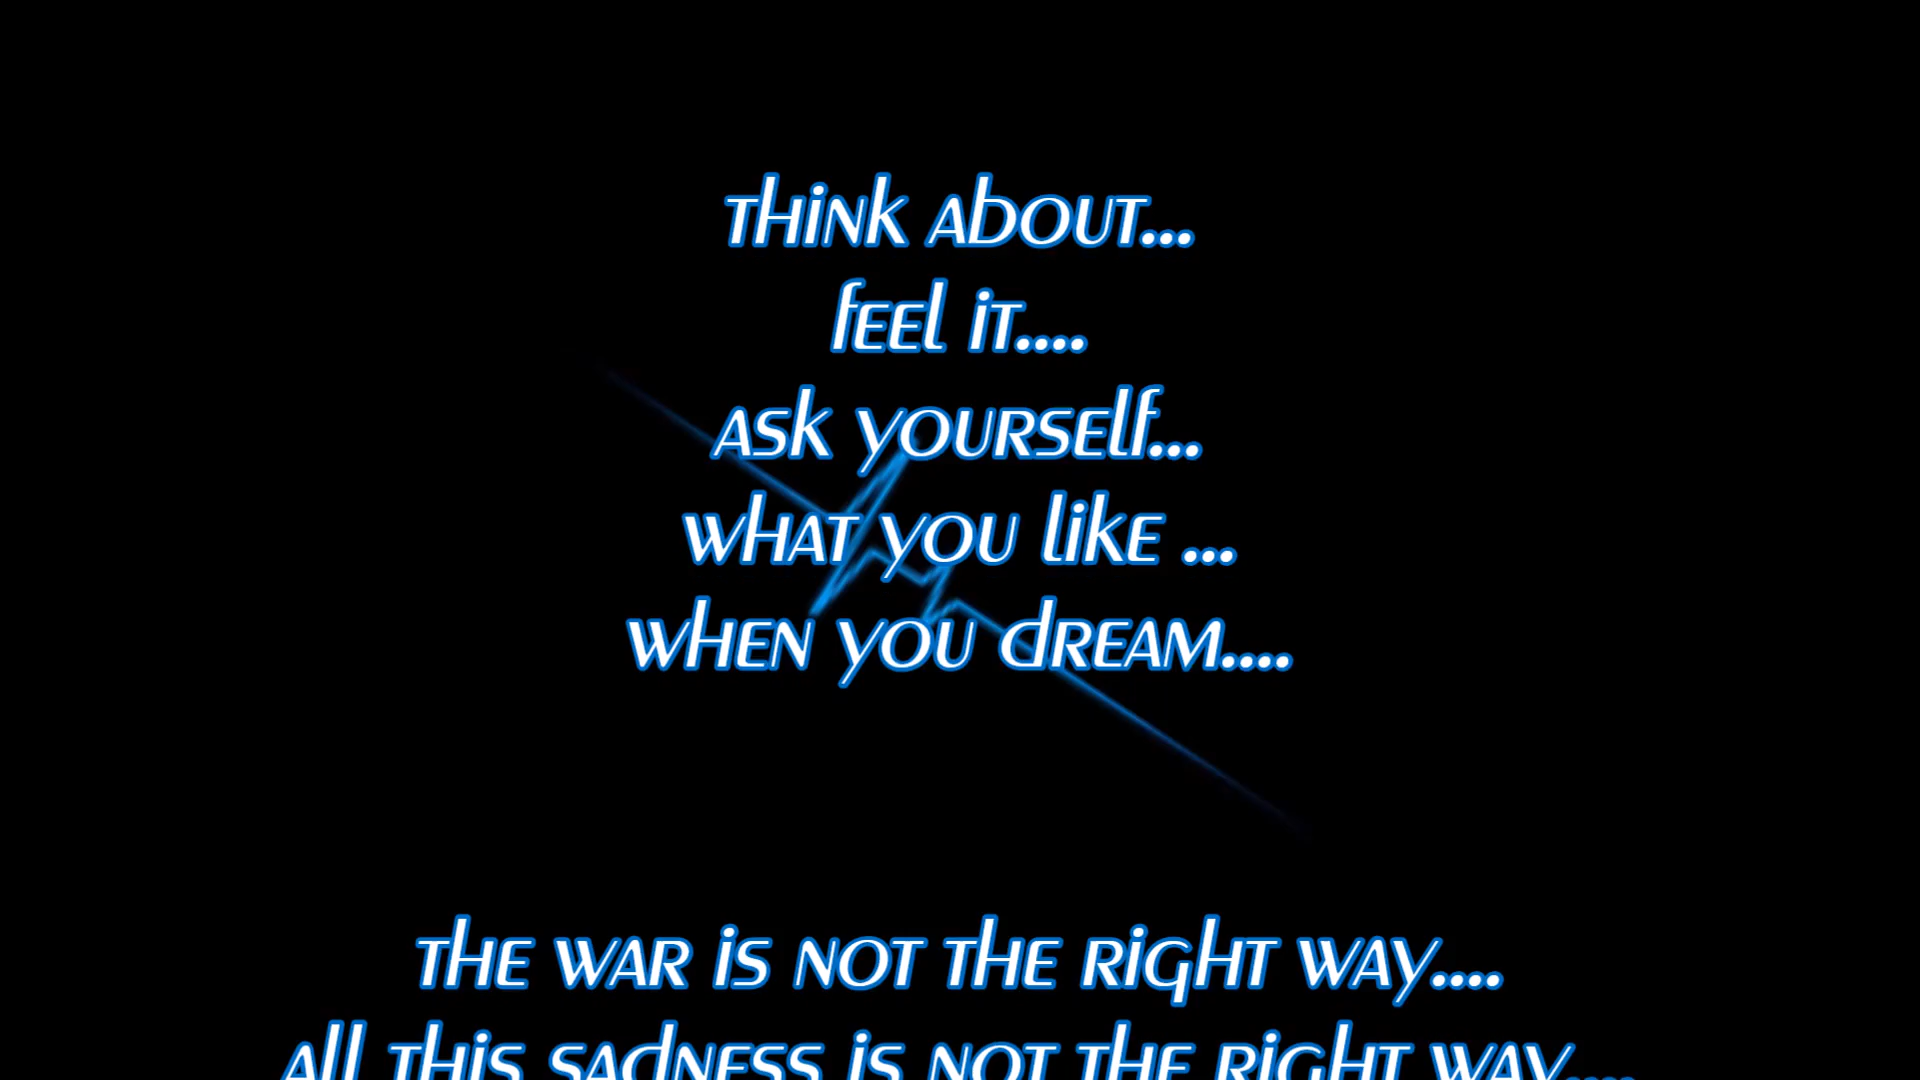 Think about...
feel it....
ask yourself...
what you like ...
when you dream....
the war is not the right way....
all this sadness is not the right way....